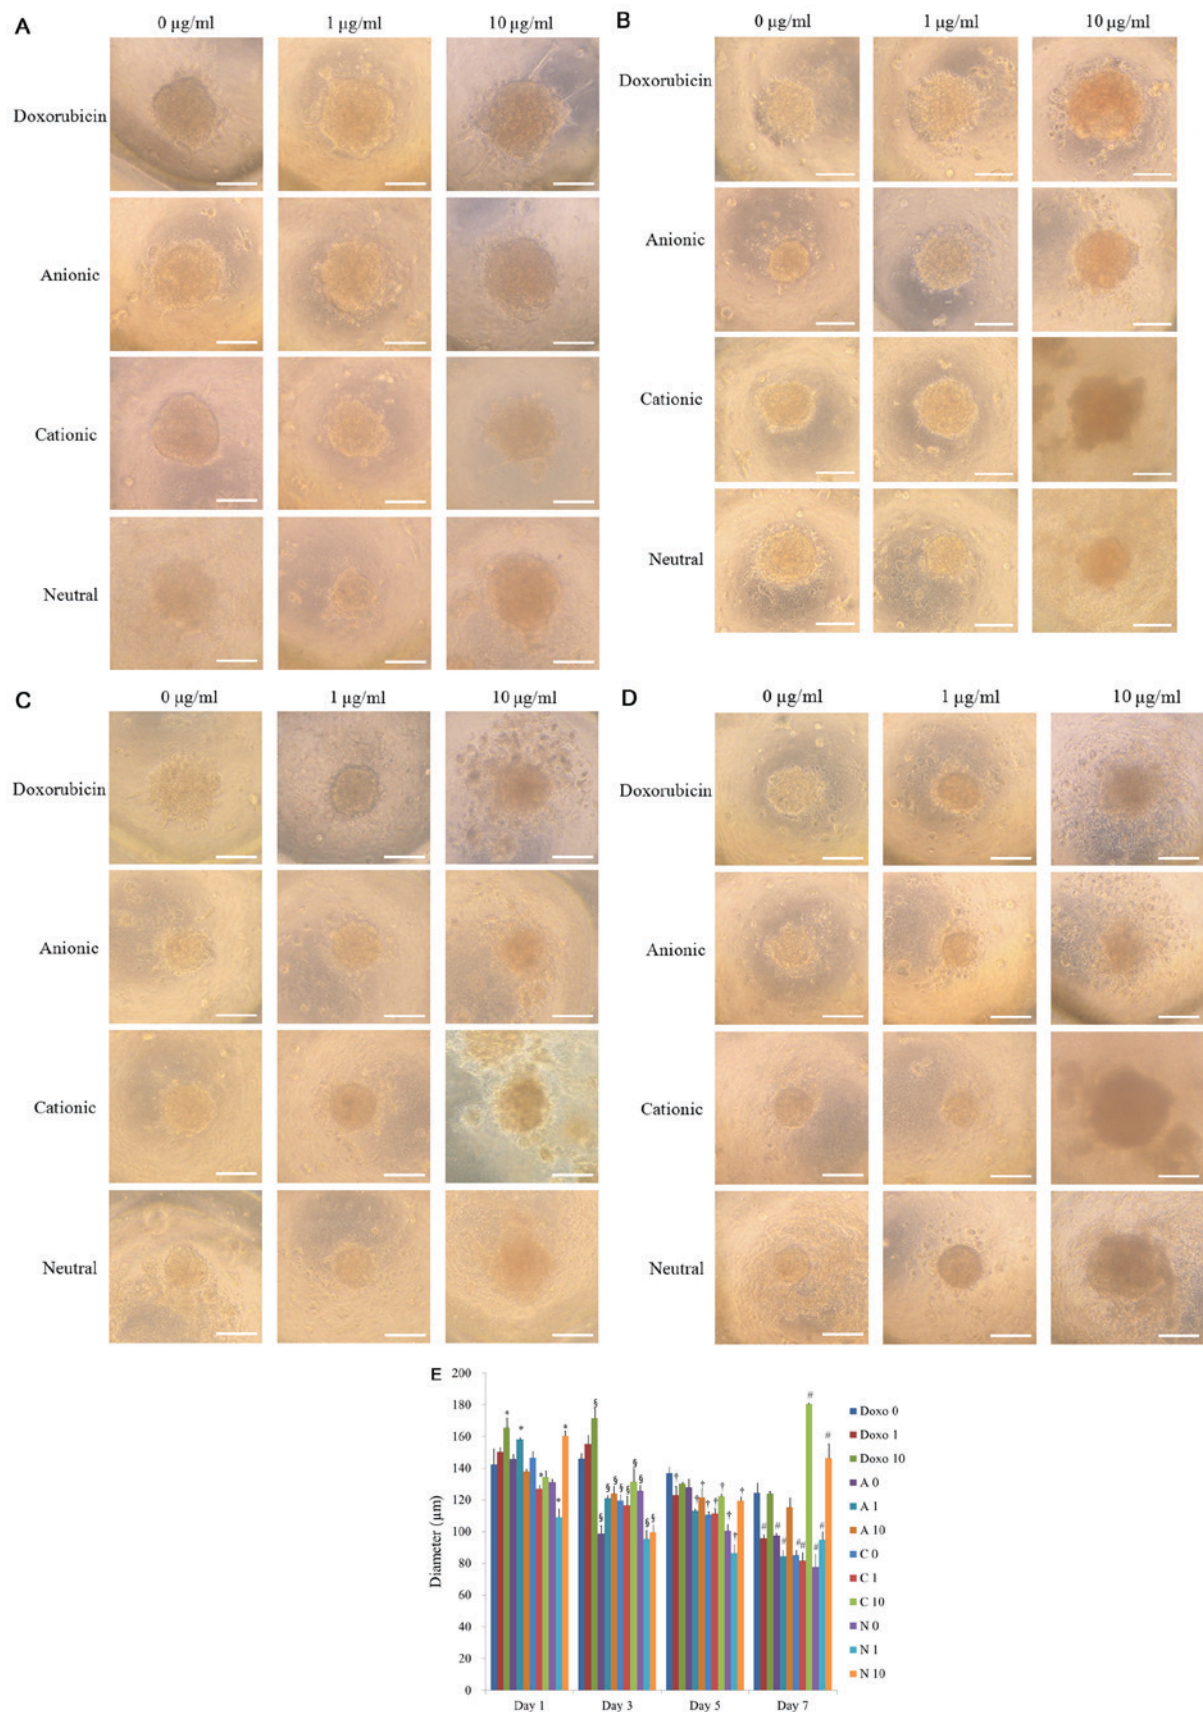 A
0 µg/ml 1 µg/ml 10 µg/ml
Doxorubicin
Anionic
Cationic
Neutral
B
0 µg/ml 1 µg/ml 10 µg/ml
Doxorubicin
Anionic
Cationic
Neutral
C
0 µg/ml 1 µg/ml 10 µg/ml
Doxorubicin
Anionic
Cationic
Neutral
D
0 µg/ml 1 µg/ml 10 µg/ml
Doxorubicin
Anionic
Cationic
Neutral
E
Diameter (µm)
200
180
160
140
120
100
80
60
40
20
0
* * * * *
§ § § § § § § § § §
† † † † † † † † †
# # # # # # # # #
Day 1 Day 3 Day 5 Day 7
Doxo 0
Doxo 1
Doxo 10
A 0
A 1
A 10
C 0
C 1
C 10
N 0
N 1
N 10